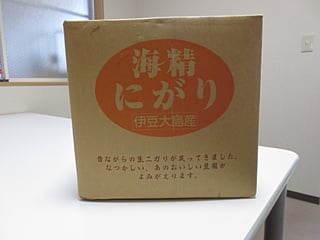 海精
にがり
伊豆大島産
昔ながらの生ニガリが戻ってきました。
なつかしい、あのおいしい豆腐が
よみがえります。